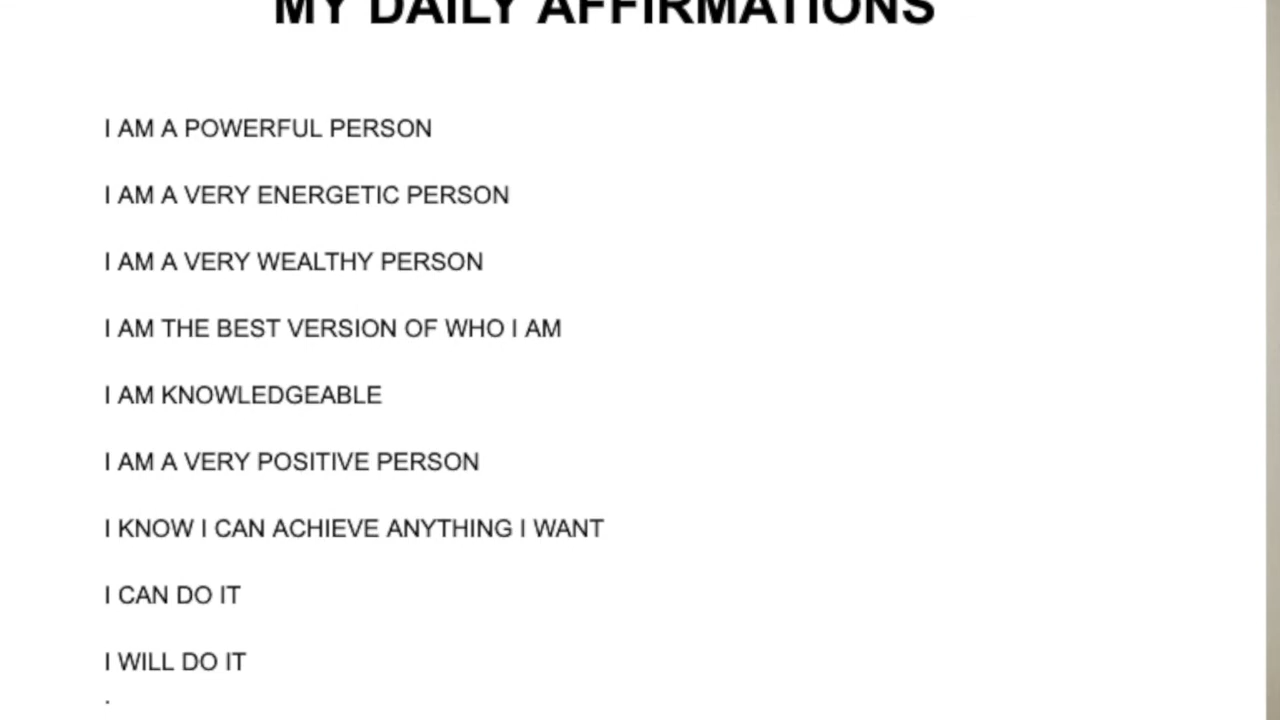 MY DAILY AFFIRMATIONS
I AM A POWERFUL PERSON
I AM A VERY ENERGETIC PERSON
I AM A VERY WEALTHY PERSON
I AM THE BEST VERSION OF WHO I AM
I AM KNOWLEDGEABLE
I AM A VERY POSITIVE PERSON
I KNOW I CAN ACHIEVE ANYTHING I WANT
I CAN DO IT
I WILL DO IT
.